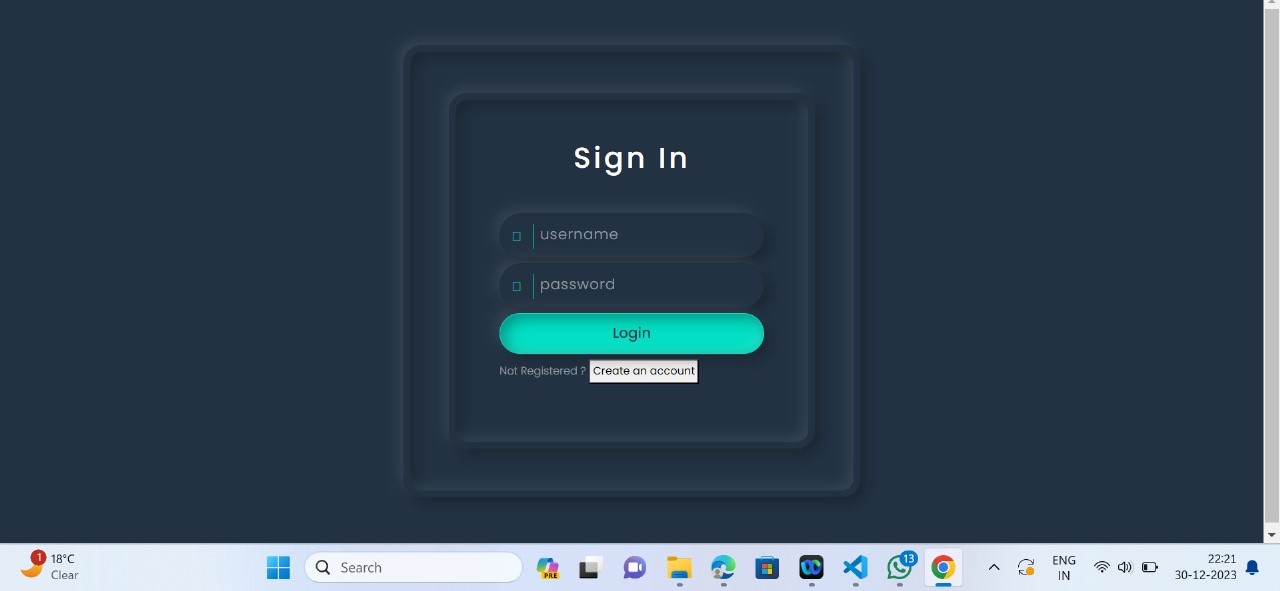 Sign In
username
password
Login
Not Registered ? Create an account
1
18°C
Clear
Search
PRE
13
ENG
IN
22:21
30-12-2023